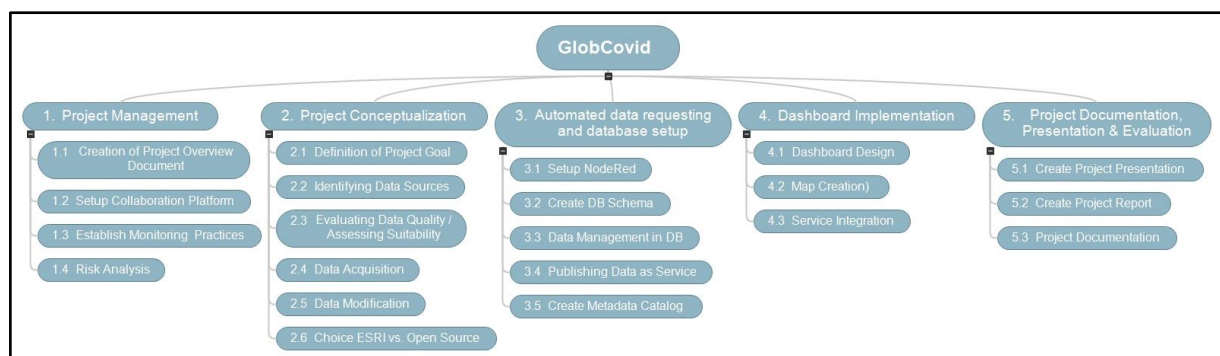 GlobCovid
1. Project Management
1.1 Creation of Project Overview
Document
1.2 Setup Collaboration Platform
1.3 Establish Monitoring Practices
1.4 Risk Analysis
2. Project Conceptualization
2.1 Definition of Project Goal
2.2 Identifying Data Sources
2.3 Evaluating Data Quality /
Assessing Suitability
2.4 Data Acquisition
2.5 Data Modification
2.6 Choice ESRI vs. Open Source
3. Automated data requesting
and database setup
3.1 Setup NodeRed
3.2 Create DB Schema
3.3 Data Management in DB
3.4 Publishing Data as Service
3.5 Create Metadata Catalog
4. Dashboard Implementation
4.1 Dashboard Design
4.2 Map Creation)
4.3 Service Integration
5. Project Documentation,
Presentation & Evaluation
5.1 Create Project Presentation
5.2 Create Project Report
5.3 Project Documentation